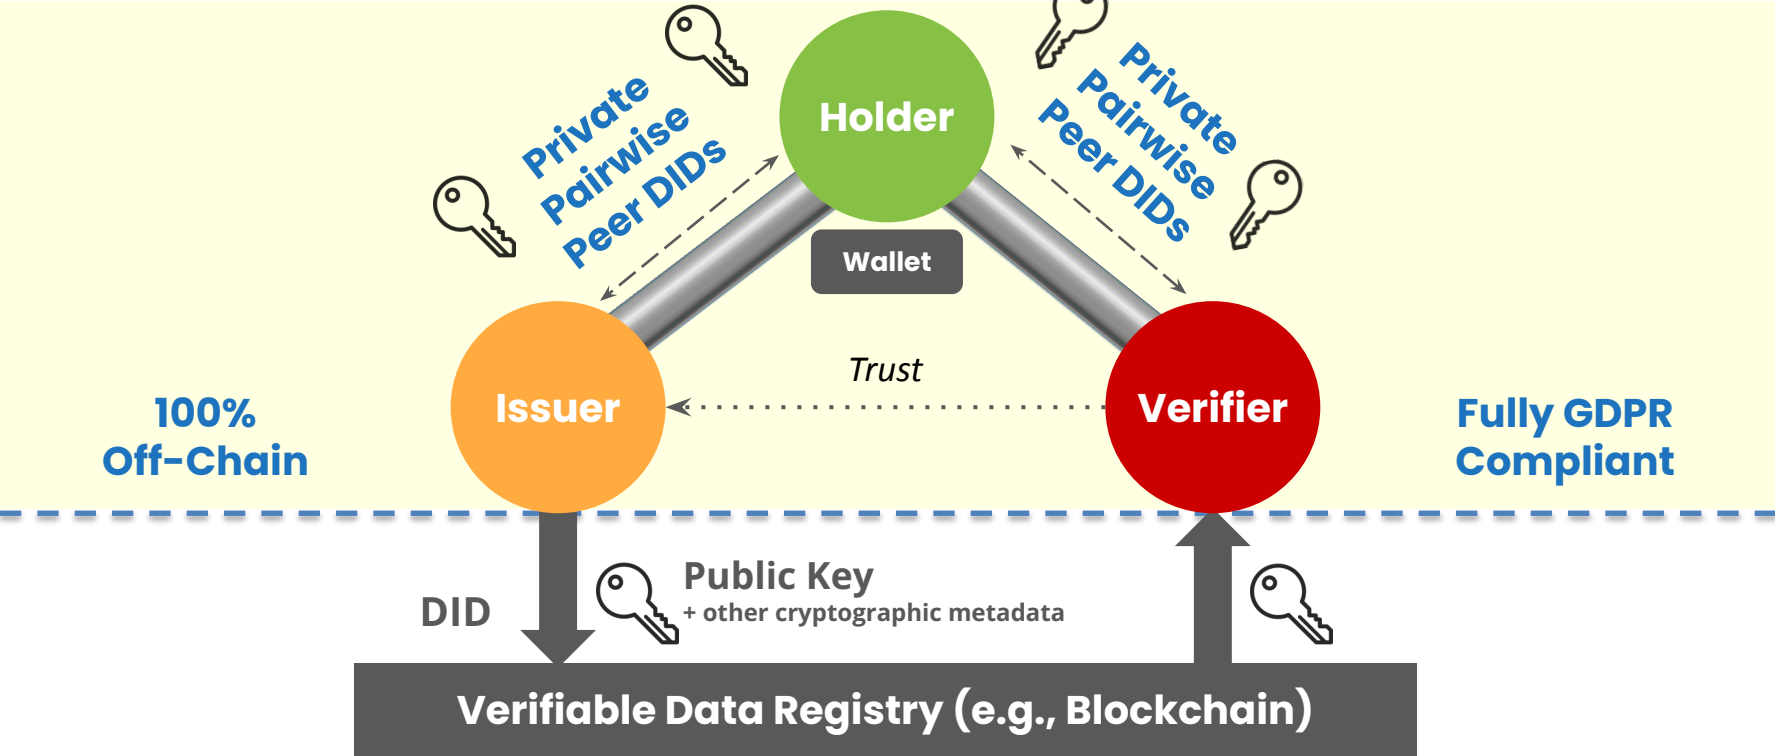 Holder
Private
Pairwise
Peer DIDs
Private
Pairwise
Peer DIDs
Wallet
Trust
Issuer
Verifier
100%
Off-Chain
Fully GDPR
Compliant
DID
Public Key
+ other cryptographic metadata
Verifiable Data Registry (e.g., Blockchain)